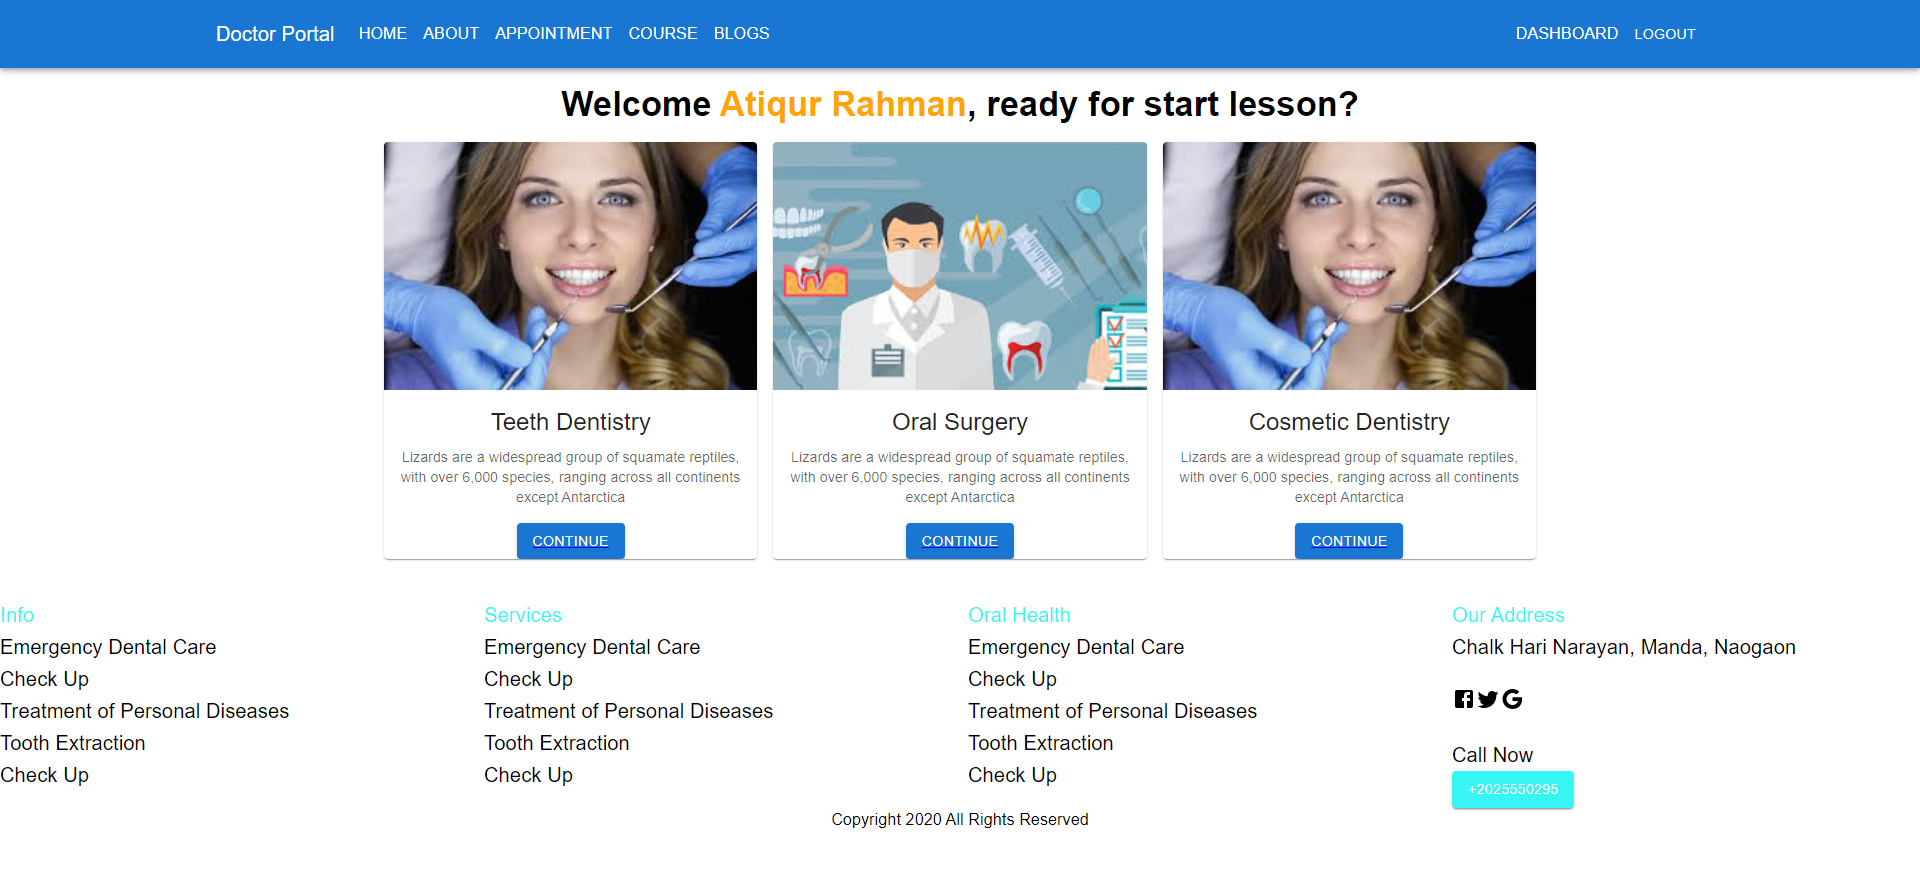 Doctor Portal HOME ABOUT APPOINTMENT COURSE BLOGS DASHBOARD LOGOUT
Welcome Atiqur Rahman, ready for start lesson?
Teeth Dentistry
Lizards are a widespread group of squamate reptiles,
with over 6,000 species, ranging across all continents
except Antarctica
CONTINUE
Oral Surgery
Lizards are a widespread group of squamate reptiles,
with over 6,000 species, ranging across all continents
except Antarctica
CONTINUE
Cosmetic Dentistry
Lizards are a widespread group of squamate reptiles,
with over 6,000 species, ranging across all continents
except Antarctica
CONTINUE
Info
Emergency Dental Care
Check Up
Treatment of Personal Diseases
Tooth Extraction
Check Up
Services
Emergency Dental Care
Check Up
Treatment of Personal Diseases
Tooth Extraction
Check Up
Oral Health
Emergency Dental Care
Check Up
Treatment of Personal Diseases
Tooth Extraction
Check Up
Our Address
Chalk Hari Narayan, Manda, Naogaon
Call Now
+2025550295
Copyright 2020 All Rights Reserved